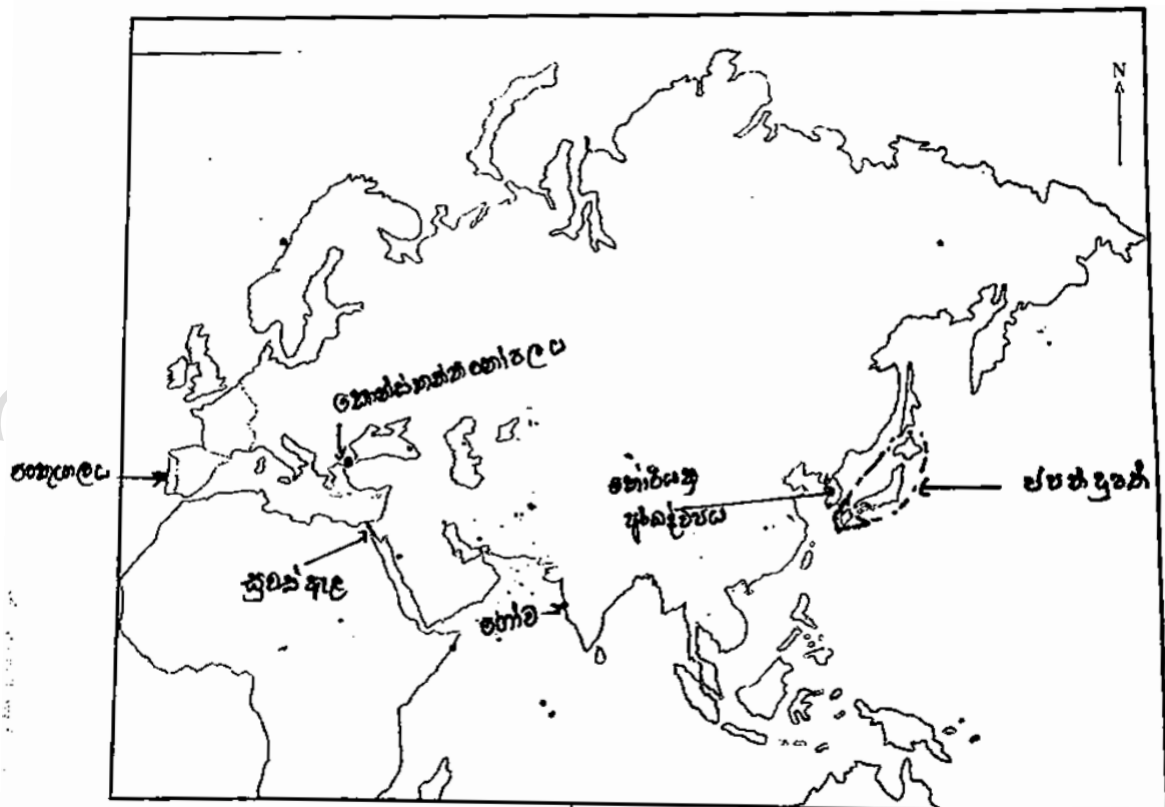 N
කොන්ස්තන්තිනෝපලය
පෘතුගාලය
කොරියානු
අර්ධද්වීපය
ජපන් දූපත්
සුවස් ඇළ
ගෝව